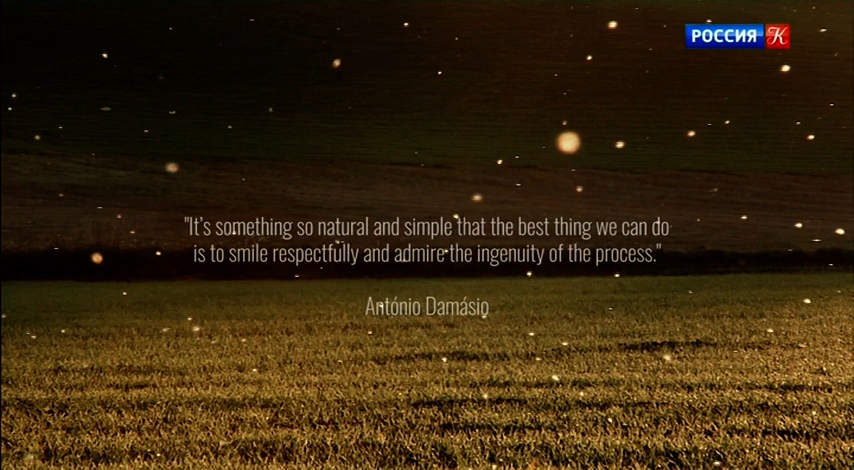 РОССИЯ К
"It's something so natural and simple that the best thing we can do
is to smile respectfully and admire the ingenuity of the process."
António Damásio